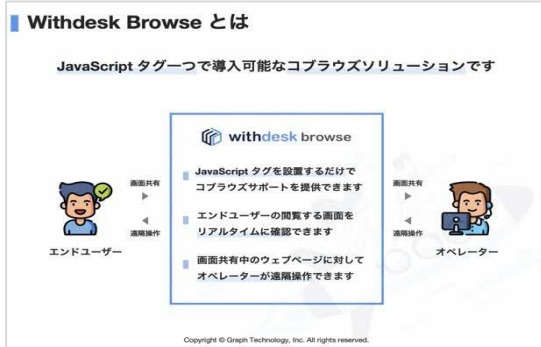 Withdesk Browse とは
JavaScript タグ一つで導入可能なコブラウズソリューションです
withdesk browse
JavaScript タグを設置するだけで
コブラウズサポートを提供できます
エンドユーザーの閲覧する画面を
リアルタイムに確認できます
画面共有中のウェブページに対して
オペレーターが遠隔操作できます
画面共有
遠隔操作
エンドユーザー
画面共有
遠隔操作
オペレーター
Copyright © Graph Technology, Inc. All rights reserved.